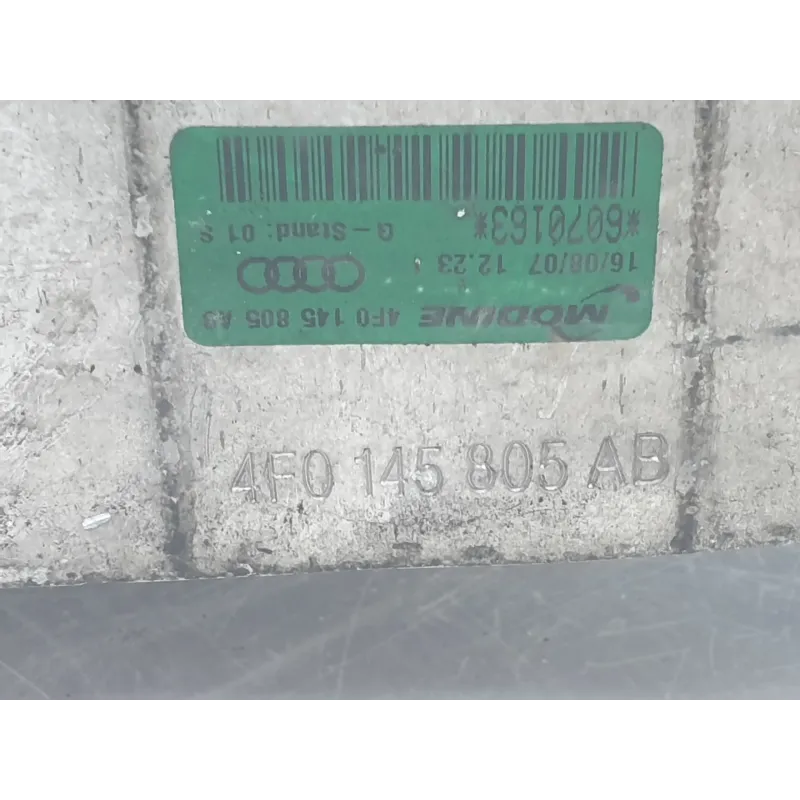 MODINE 4F0 145 805 AB
16/08/07 12.23
*6070163* Q-Stand: 01 S
4F0 145 805 AB